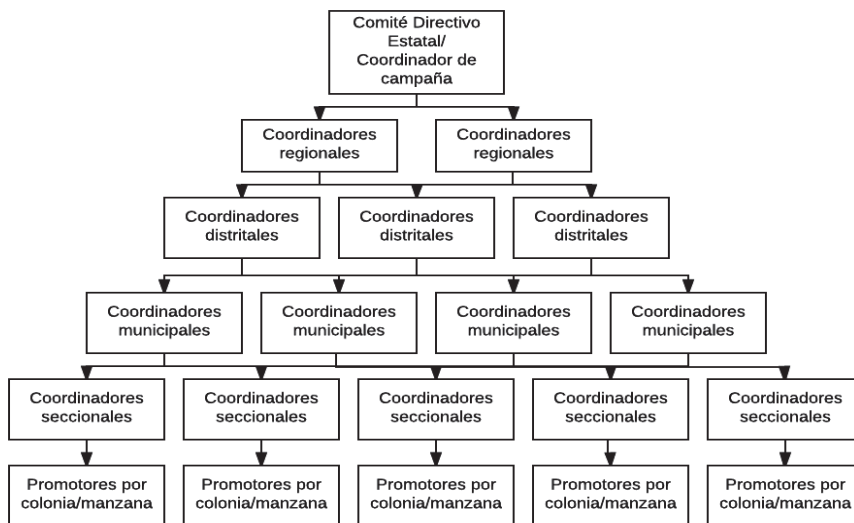 Comité Directivo
Estatal/
Coordinador de
campaña
Coordinadores
regionales
Coordinadores
regionales
Coordinadores
distritales
Coordinadores
distritales
Coordinadores
distritales
Coordinadores
municipales
Coordinadores
municipales
Coordinadores
municipales
Coordinadores
municipales
Coordinadores
seccionales
Coordinadores
seccionales
Coordinadores
seccionales
Coordinadores
seccionales
Coordinadores
seccionales
Promotores por
colonia/manzana
Promotores por
colonia/manzana
Promotores por
colonia/manzana
Promotores por
colonia/manzana
Promotores por
colonia/manzana